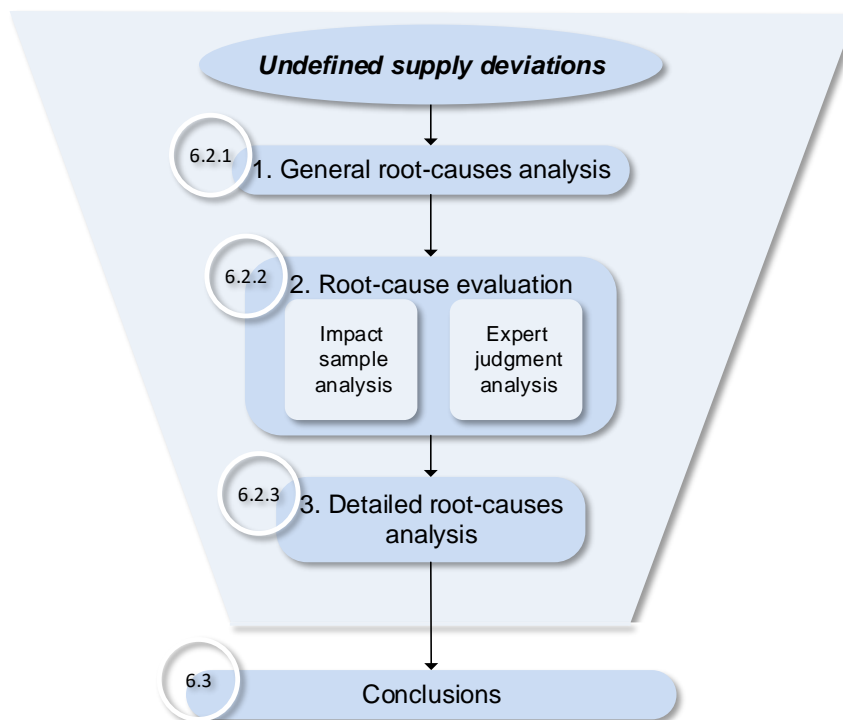 Undefined supply deviations
6.2.1
1. General root-causes analysis
6.2.2
2. Root-cause evaluation
Impact
sample
analysis
Expert
judgment
analysis
6.2.3
3. Detailed root-causes
analysis
6.3
Conclusions